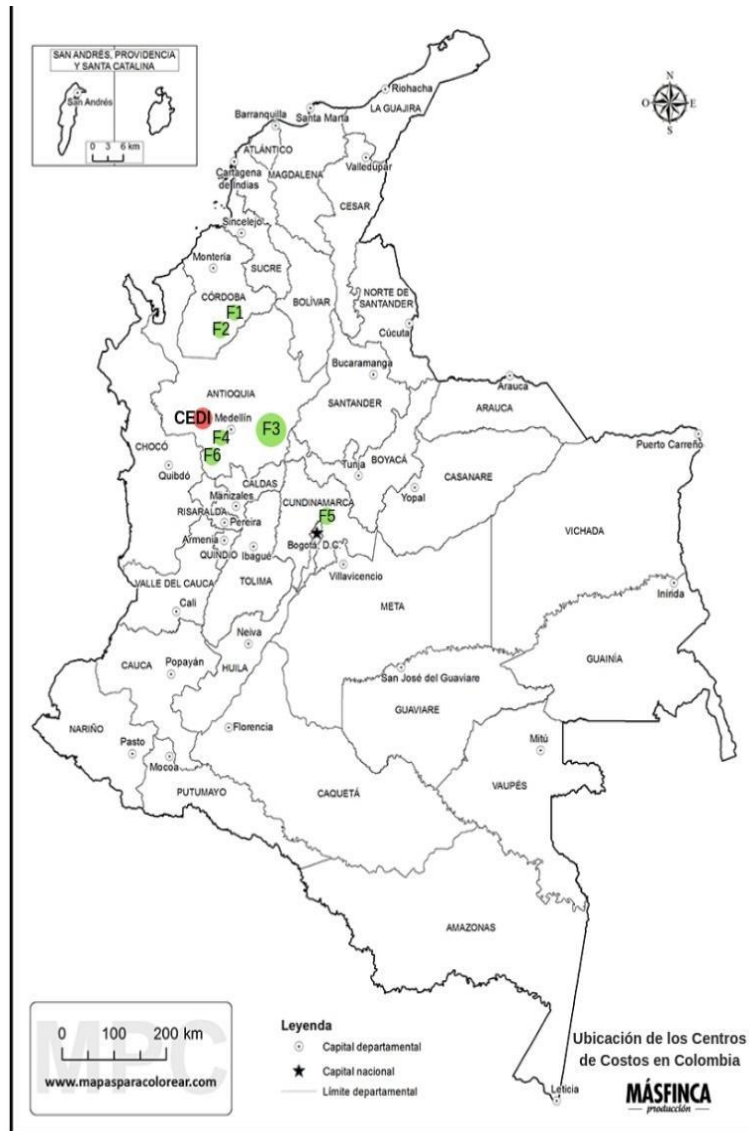 SAN ANDRÉS, PROVIDENCIA
Y SANTA CATALINA
San Andrés
0 3 6 km
N
O
E
S
Riohacha
LA GUAJIRA
Santa Marta
Barranquilla
ATLÁNTICO
Cartagena
de Indias
MAGDALENA
Valledupar
CESAR
Sincelejo
Montería
SUCRE
CÓRDOBA
BOLÍVAR
NORTE DE
SANTANDER
F1
F2
Cúcuta
Bucaramanga
Arauca
ANTIOQUIA
SANTANDER
ARAUCA
CEDI
Medellín
F3
F4
F6
CHOCÓ
Quibdó
BOYACÁ
Puerto Carreño
CASANARE
Tunja
CALDAS
Yopal
Manizales
CUNDINAMARCA
RISARALDA
Pereira
F5
VICHADA
Armenia
QUINDIO
Ibagué
Bogotá, D.C.
Villavicencio
VALLE DEL CAUCA
TOLIMA
Inírida
Cali
META
Neiva
CAUCA
Popayán
HUILA
GUAINÍA
San José del Guaviare
NARIÑO
Florencia
GUAVIARE
Pasto
Mocoa
Mitú
VAUPÉS
PUTUMAYO
CAQUETÁ
AMAZONAS
Leticia
MPC
0 100 200 km
www.mapasparacolorear.com
Leyenda
Capital departamental
Capital nacional
Límite departamental
Ubicación de los Centros
de Costos en Colombia
MÁSFINCA
producción